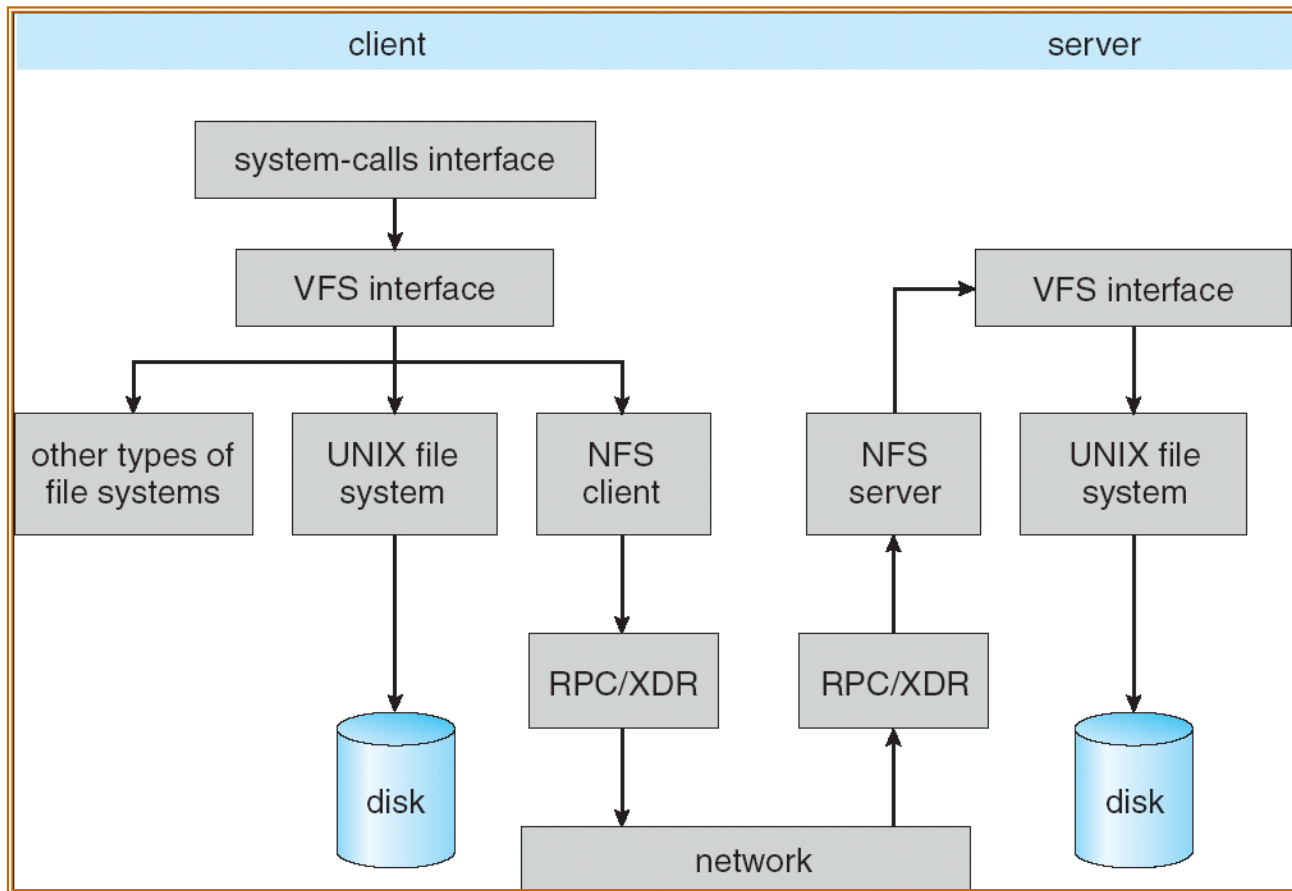 client
server
system-calls interface
VFS interface
VFS interface
other types of
file systems
UNIX file
system
NFS
client
NFS
server
UNIX file
system
RPC/XDR
RPC/XDR
disk
disk
network